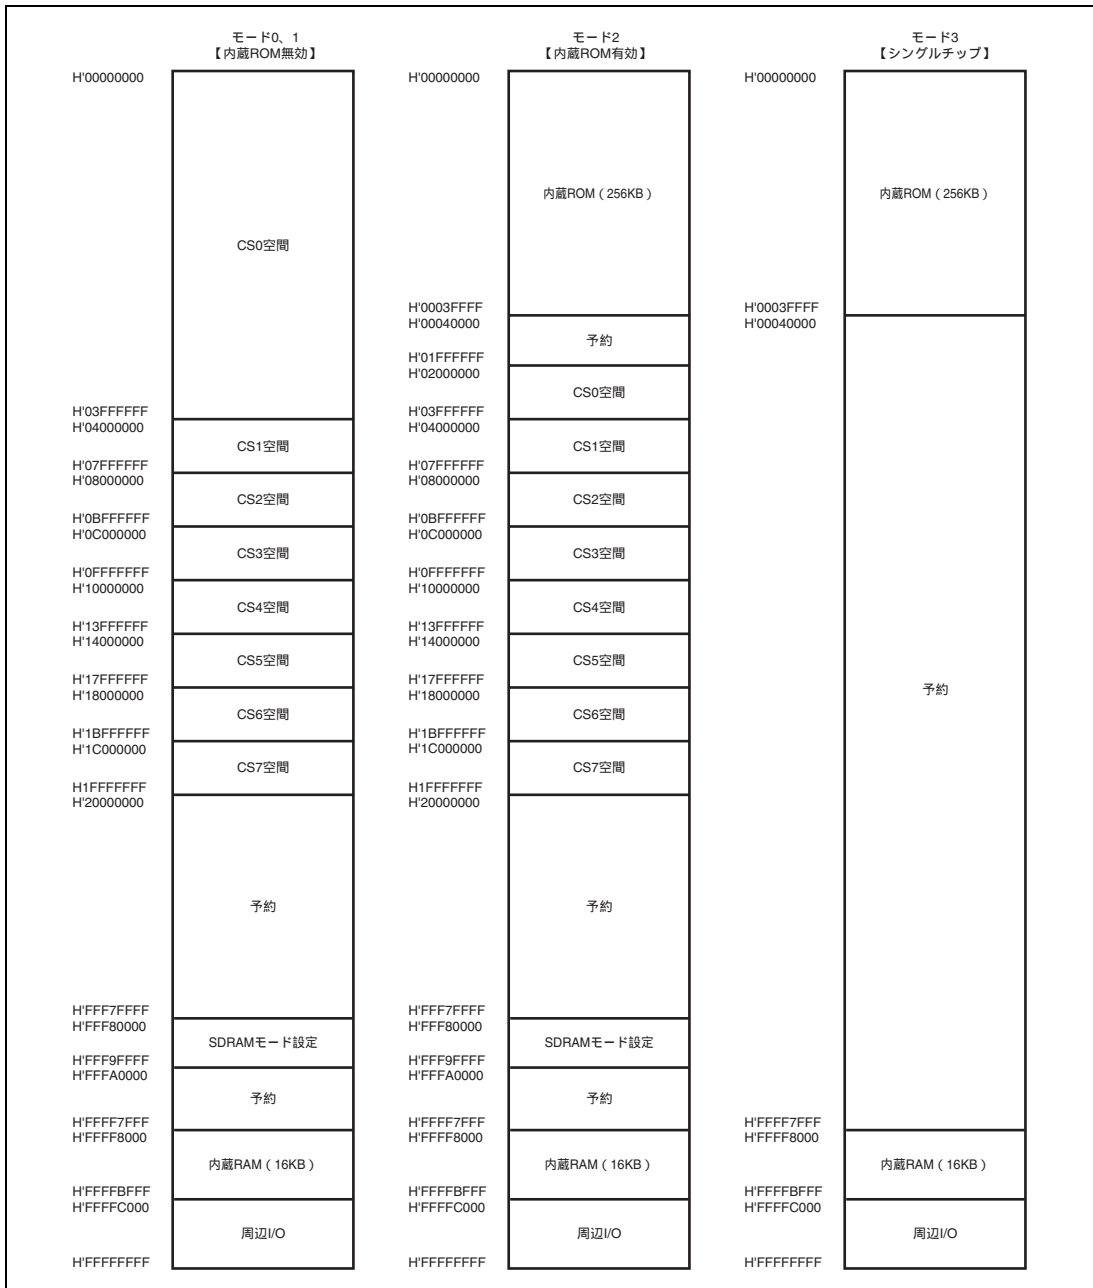 モード0、1
【内蔵ROM無効】
H'00000000
CS0空間
H'03FFFFFF
H'04000000
CS1空間
H'07FFFFFF
H'08000000
CS2空間
H'0BFFFFFF
H'0C000000
CS3空間
H'0FFFFFFF
H'10000000
CS4空間
H'13FFFFFF
H'14000000
CS5空間
H'17FFFFFF
H'18000000
CS6空間
H'1BFFFFFF
H'1C000000
CS7空間
H1FFFFFFF
H'20000000
予約
H'FFF7FFFF
H'FFF80000
SDRAMモード設定
H'FFF9FFFF
H'FFFA0000
予約
H'FFFF7FFF
H'FFFF8000
内蔵RAM（16KB）
H'FFFFBFFF
H'FFFFC000
周辺I/O
H'FFFFFFFF
モード2
【内蔵ROM有効】
H'00000000
内蔵ROM（256KB）
H'0003FFFF
H'00040000
予約
H'01FFFFFF
H'02000000
CS0空間
H'03FFFFFF
H'04000000
CS1空間
H'07FFFFFF
H'08000000
CS2空間
H'0BFFFFFF
H'0C000000
CS3空間
H'0FFFFFFF
H'10000000
CS4空間
H'13FFFFFF
H'14000000
CS5空間
H'17FFFFFF
H'18000000
CS6空間
H'1BFFFFFF
H'1C000000
CS7空間
H1FFFFFFF
H'20000000
予約
H'FFF7FFFF
H'FFF80000
SDRAMモード設定
H'FFF9FFFF
H'FFFA0000
予約
H'FFFF7FFF
H'FFFF8000
内蔵RAM（16KB）
H'FFFFBFFF
H'FFFFC000
周辺I/O
H'FFFFFFFF
モード3
【シングルチップ】
H'00000000
内蔵ROM（256KB）
H'0003FFFF
H'00040000
予約
H'FFFF7FFF
H'FFFF8000
内蔵RAM（16KB）
H'FFFFBFFF
H'FFFFC000
周辺I/O
H'FFFFFFFF